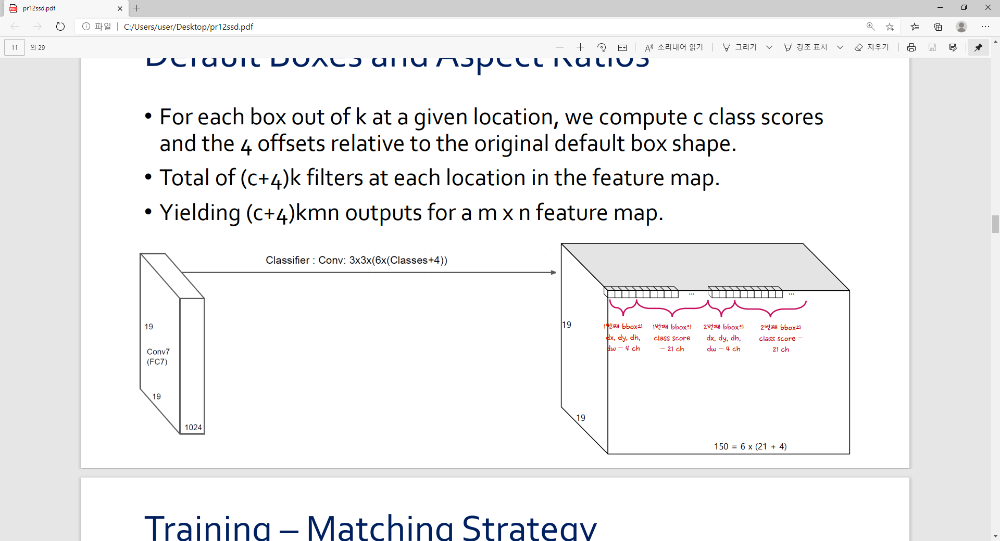 pr12ssd.pdf
파일
C:/Users/user/Desktop/pr12ssd.pdf
11 의 29
소리내어 읽기
그리기
강조 표시
지우기
Default Boxes and Aspect Ratios
• For each box out of k at a given location, we compute c class scores
and the 4 offsets relative to the original default box shape.
• Total of (c+4)k filters at each location in the feature map.
• Yielding (c+4)kmn outputs for a m x n feature map.
Classifier : Conv: 3x3x(6x(Classes+4))
19
Conv7
(FC7)
19
1024
19
... ...
1번째 bbox의
dx, dy, dh,
dw – 4 ch
1번째 bbox의
class score
– 21 ch
2번째 bbox의
dx, dy, dh,
dw – 4 ch
2번째 bbox의
class score –
21 ch
19
150 = 6 x (21 + 4)
Training – Matching Strategy